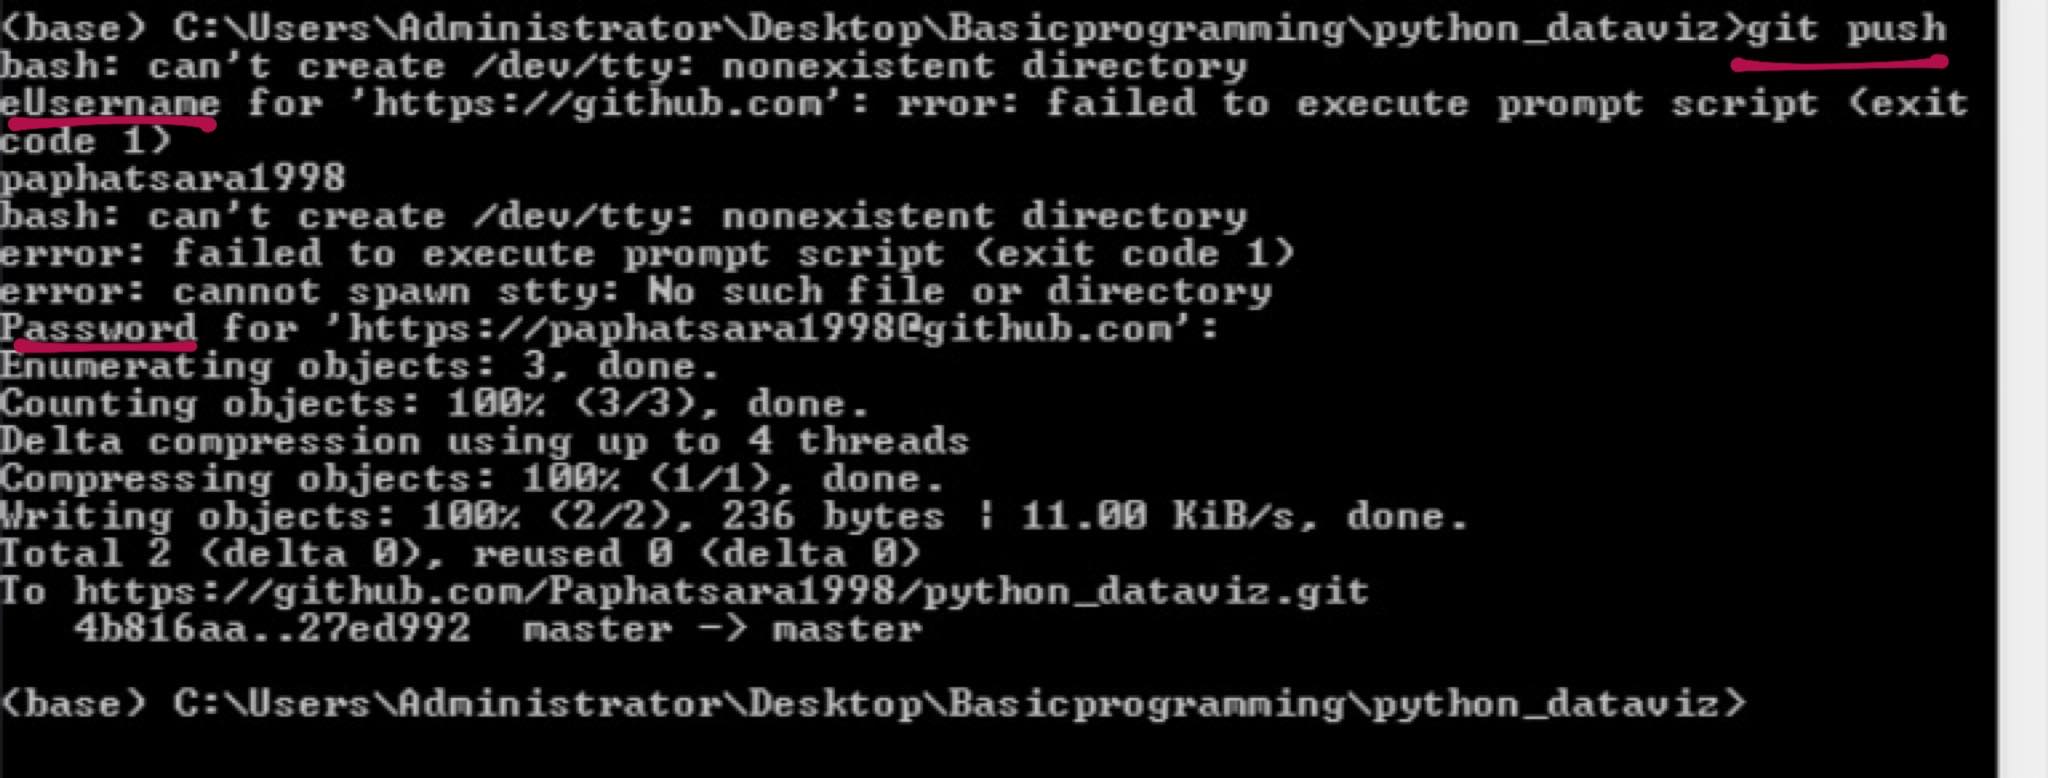 (base) C:\Users\Administrator\Desktop\Basicprogramming\python_dataviz>git push
bash: can't create /dev/tty: nonexistent directory
eUsername for 'https://github.com': rror: failed to execute prompt script (exit
code 1)
paphatsara1998
bash: can't create /dev/tty: nonexistent directory
error: failed to execute prompt script (exit code 1)
error: cannot spawn stty: No such file or directory
Password for 'https://paphatsara1998@github.com':
Enumerating objects: 3, done.
Counting objects: 100% (3/3), done.
Delta compression using up to 4 threads
Compressing objects: 100% (1/1), done.
Writing objects: 100% (2/2), 236 bytes | 11.00 KiB/s, done.
Total 2 (delta 0), reused 0 (delta 0)
To https://github.com/Paphatsara1998/python_dataviz.git
   4b816aa..27ed992  master -> master
(base) C:\Users\Administrator\Desktop\Basicprogramming\python_dataviz>